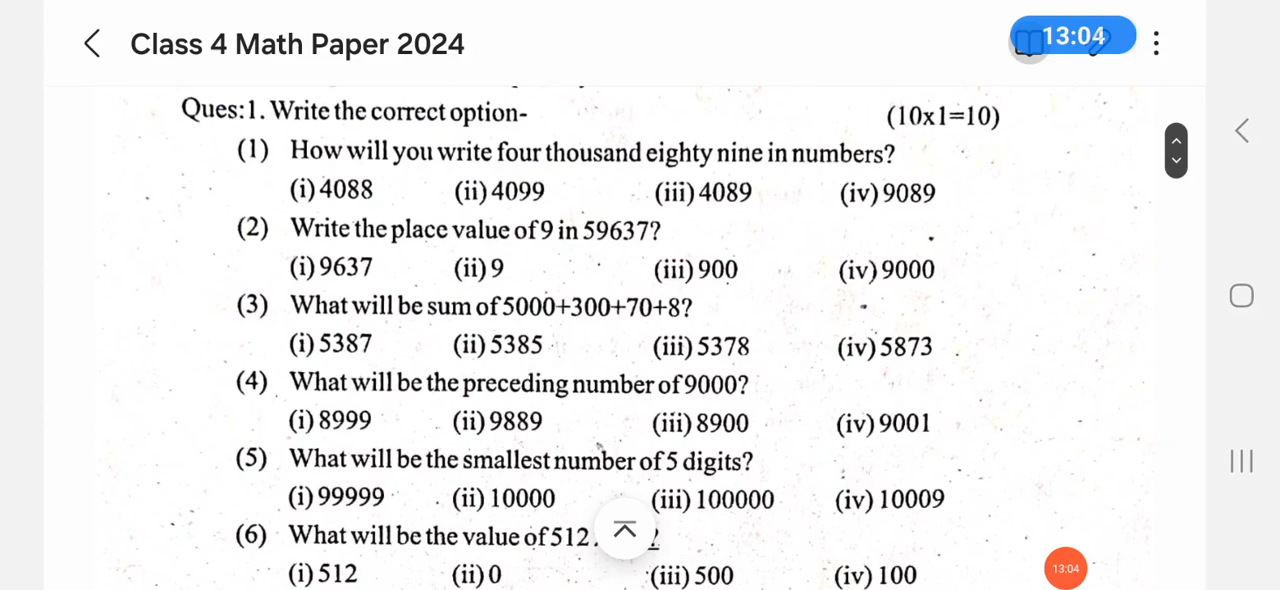 Class 4 Math Paper 2024
13:04
Ques:1. Write the correct option- (10x1=10)
(1) How will you write four thousand eighty nine in numbers?
(i) 4088 (ii) 4099 (iii) 4089 (iv) 9089
(2) Write the place value of 9 in 59637?
(i) 9637 (ii) 9 (iii) 900 (iv) 9000
(3) What will be sum of 5000+300+70+8?
(i) 5387 (ii) 5385 (iii) 5378 (iv) 5873
(4) What will be the preceding number of 9000?
(i) 8999 (ii) 9889 (iii) 8900 (iv) 9001
(5) What will be the smallest number of 5 digits?
(i) 99999 (ii) 10000 (iii) 100000 (iv) 10009
(6) What will be the value of 512
(i) 512 (ii) 0 (iii) 500 (iv) 100
13:04